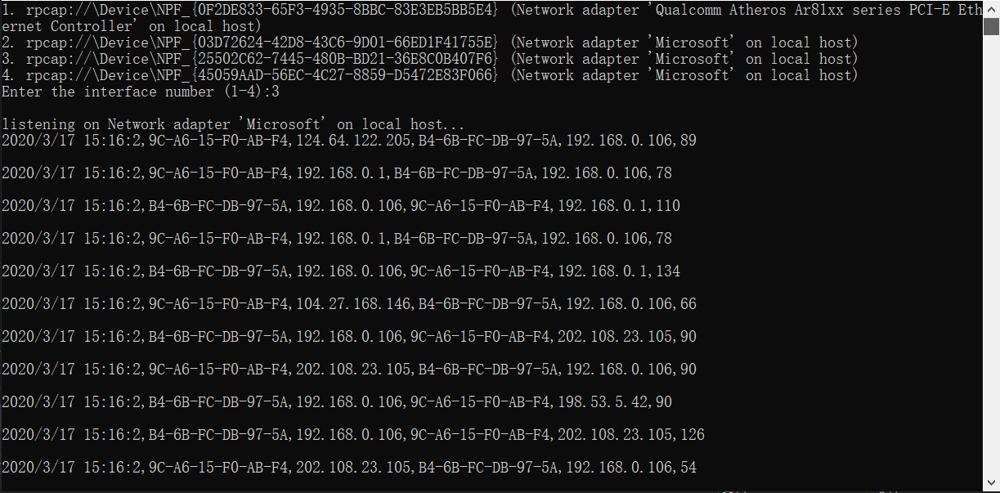 1. rpcap://\Device\NPF_{0F2DE833-65F3-4935-8BBC-83E3EB5BB5E4} (Network adapter 'Qualcomm Atheros Ar81xx series PCI-E Eth
ernet Controller' on local host)
2. rpcap://\Device\NPF_{03D72624-42D8-43C6-9D01-66ED1F41755E} (Network adapter 'Microsoft' on local host)
3. rpcap://\Device\NPF_{25502C62-7445-480B-BD21-36E8C0B407F6} (Network adapter 'Microsoft' on local host)
4. rpcap://\Device\NPF_{45059AAD-56EC-4C27-8859-D5472E83F066} (Network adapter 'Microsoft' on local host)
Enter the interface number (1-4):3
listening on Network adapter 'Microsoft' on local host...
2020/3/17 15:16:2,9C-A6-15-F0-AB-F4,124.64.122.205,B4-6B-FC-DB-97-5A,192.168.0.106,89
2020/3/17 15:16:2,9C-A6-15-F0-AB-F4,192.168.0.1,B4-6B-FC-DB-97-5A,192.168.0.106,78
2020/3/17 15:16:2,B4-6B-FC-DB-97-5A,192.168.0.106,9C-A6-15-F0-AB-F4,192.168.0.1,110
2020/3/17 15:16:2,9C-A6-15-F0-AB-F4,192.168.0.1,B4-6B-FC-DB-97-5A,192.168.0.106,78
2020/3/17 15:16:2,B4-6B-FC-DB-97-5A,192.168.0.106,9C-A6-15-F0-AB-F4,192.168.0.1,134
2020/3/17 15:16:2,9C-A6-15-F0-AB-F4,104.27.168.146,B4-6B-FC-DB-97-5A,192.168.0.106,66
2020/3/17 15:16:2,B4-6B-FC-DB-97-5A,192.168.0.106,9C-A6-15-F0-AB-F4,202.108.23.105,90
2020/3/17 15:16:2,9C-A6-15-F0-AB-F4,202.108.23.105,B4-6B-FC-DB-97-5A,192.168.0.106,90
2020/3/17 15:16:2,B4-6B-FC-DB-97-5A,192.168.0.106,9C-A6-15-F0-AB-F4,198.53.5.42,90
2020/3/17 15:16:2,B4-6B-FC-DB-97-5A,192.168.0.106,9C-A6-15-F0-AB-F4,202.108.23.105,126
2020/3/17 15:16:2,9C-A6-15-F0-AB-F4,202.108.23.105,B4-6B-FC-DB-97-5A,192.168.0.106,54